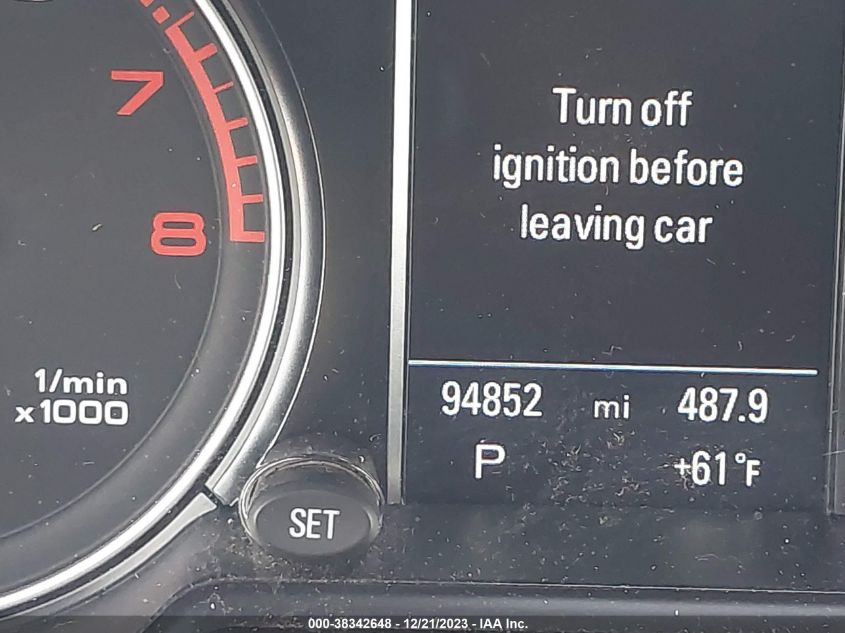 7
8
1/min
x1000
Turn off
ignition before
leaving car
94852 mi 487.9
P +61°F
SET
000-38342648 - 12/21/2023 - IAA Inc.